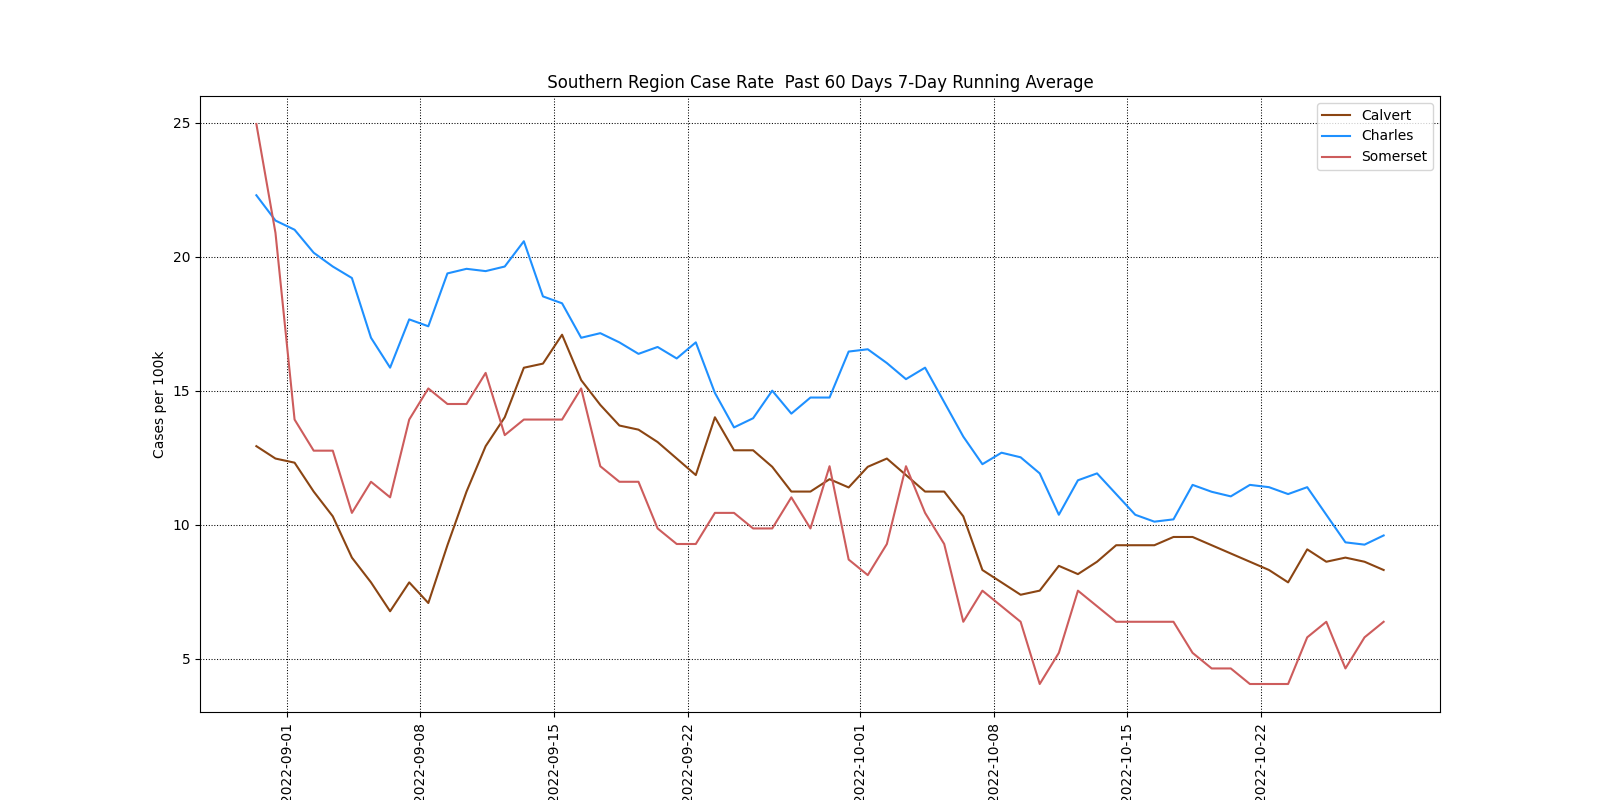 Southern Region Case Rate  Past 60 Days 7-Day Running Average
Calvert
Charles
Somerset
Cases per 100k
25
20
15
10
5
2022-09-01
2022-09-08
2022-09-15
2022-09-22
2022-10-01
2022-10-08
2022-10-15
2022-10-22